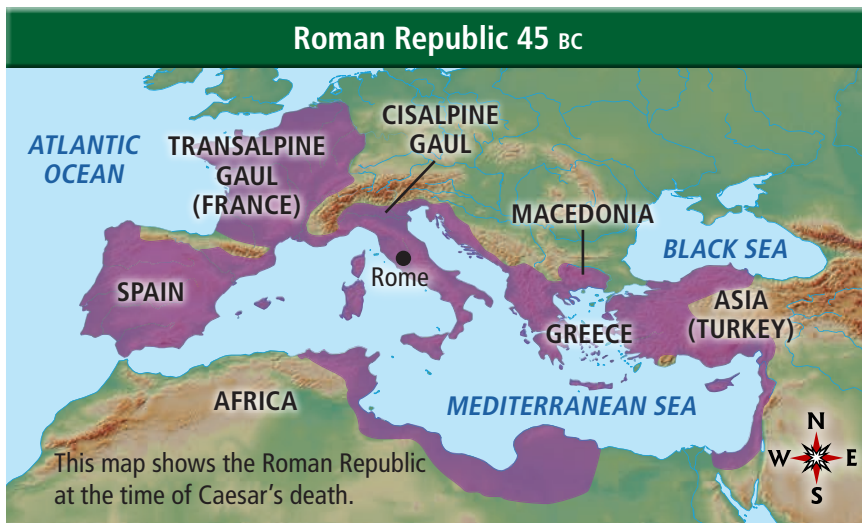 Roman Republic 45 BC
ATLANTIC
OCEAN
TRANSALPINE
GAUL
(FRANCE)
CISALPINE
GAUL
MACEDONIA
BLACK SEA
SPAIN
Rome
ASIA
(TURKEY)
GREECE
AFRICA
MEDITERRANEAN SEA
This map shows the Roman Republic
at the time of Caesar’s death.
N
W E
S